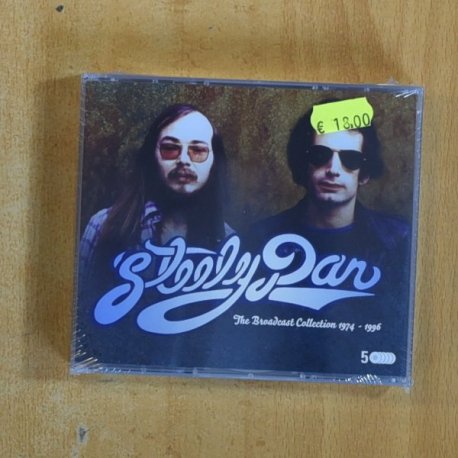 € 18,00
Steely Dan
The Broadcast Collection 1974 - 1996
5